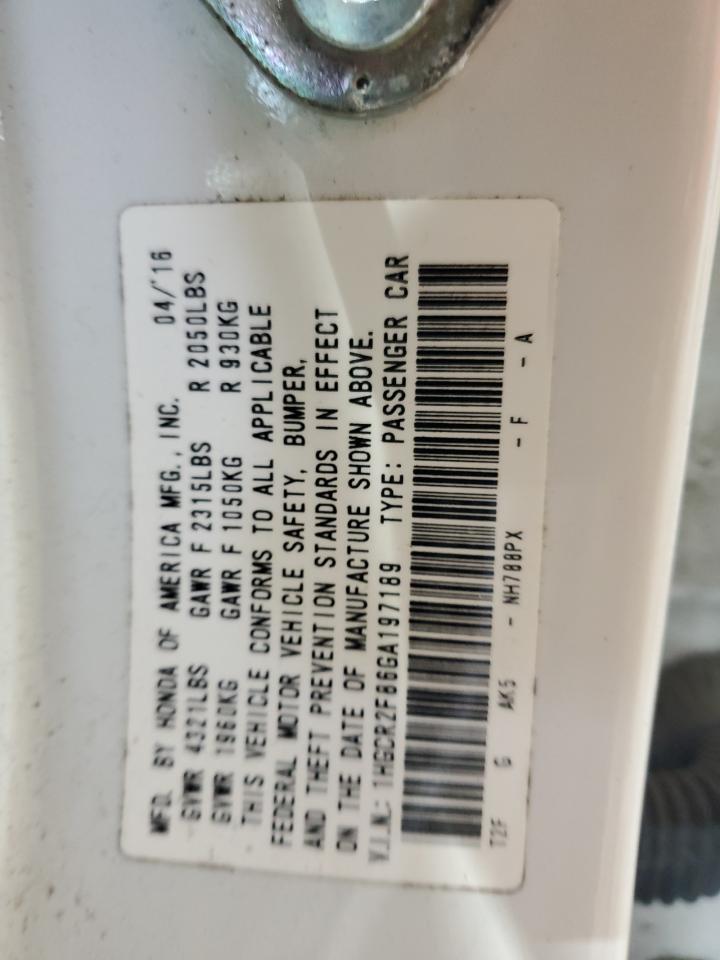 MFD. BY HONDA OF AMERICA MFG., INC. 04/'16
GVWR 4321LBS GAWR F 2315LBS R 2050LBS
GVWR 1960KG GAWR F 1050KG R 930KG
THIS VEHICLE CONFORMS TO ALL APPLICABLE
FEDERAL MOTOR VEHICLE SAFETY, BUMPER,
AND THEFT PREVENTION STANDARDS IN EFFECT
ON THE DATE OF MANUFACTURE SHOWN ABOVE.
V.I.N.: 1HGCR2F86GA197189 TYPE: PASSENGER CAR
T2F G AK5 - NH788PX - F - A